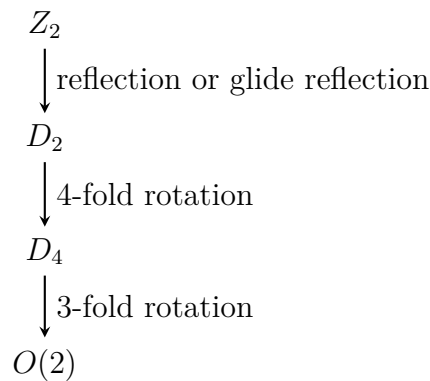 Z_2
reflection or glide reflection
D_2
4-fold rotation
D_4
3-fold rotation
O(2)